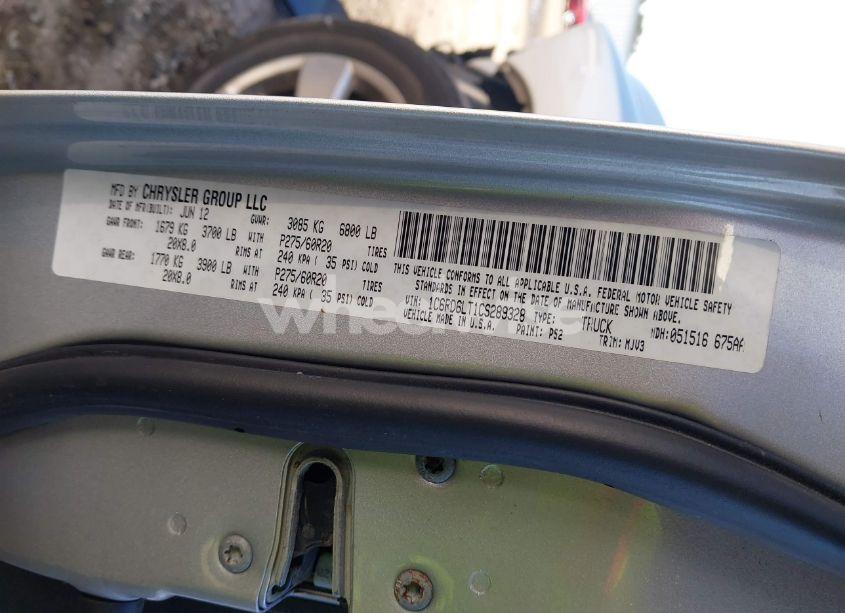 MFD BY CHRYSLER GROUP LLC
DATE OF MFR(BUILT): JUN 12 GVWR: 3085 KG 6800 LB
GAWR FRONT: 1679 KG 3700 LB WITH P275/60R20 TIRES
20X8.0 RIMS AT 240 KPA ( 35 PSI) COLD
GAWR REAR: 1770 KG 3900 LB WITH P275/60R20 TIRES
20X8.0 RIMS AT 240 KPA ( 35 PSI) COLD
THIS VEHICLE CONFORMS TO ALL APPLICABLE U.S.A. FEDERAL MOTOR VEHICLE SAFETY
STANDARDS IN EFFECT ON THE DATE OF MANUFACTURE SHOWN ABOVE.
VIN: 1C6RD6LT1CS289328 TYPE: TRUCK MDH: 051516 675AA
MADE IN U.S.A. PAINT: PS2 TRIM: MJV3